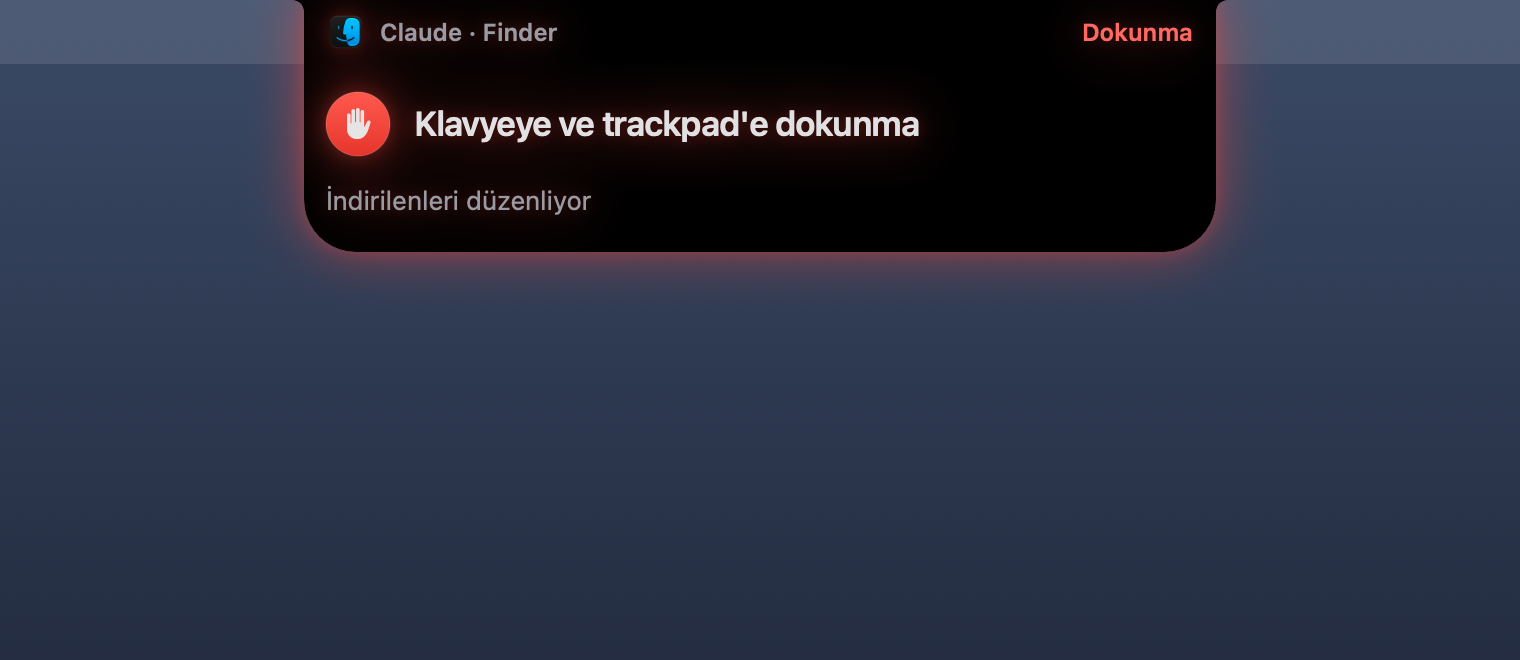 Claude · Finder
Dokunma
Klavyeye ve trackpad'e dokunma
İndirilenleri düzenliyor